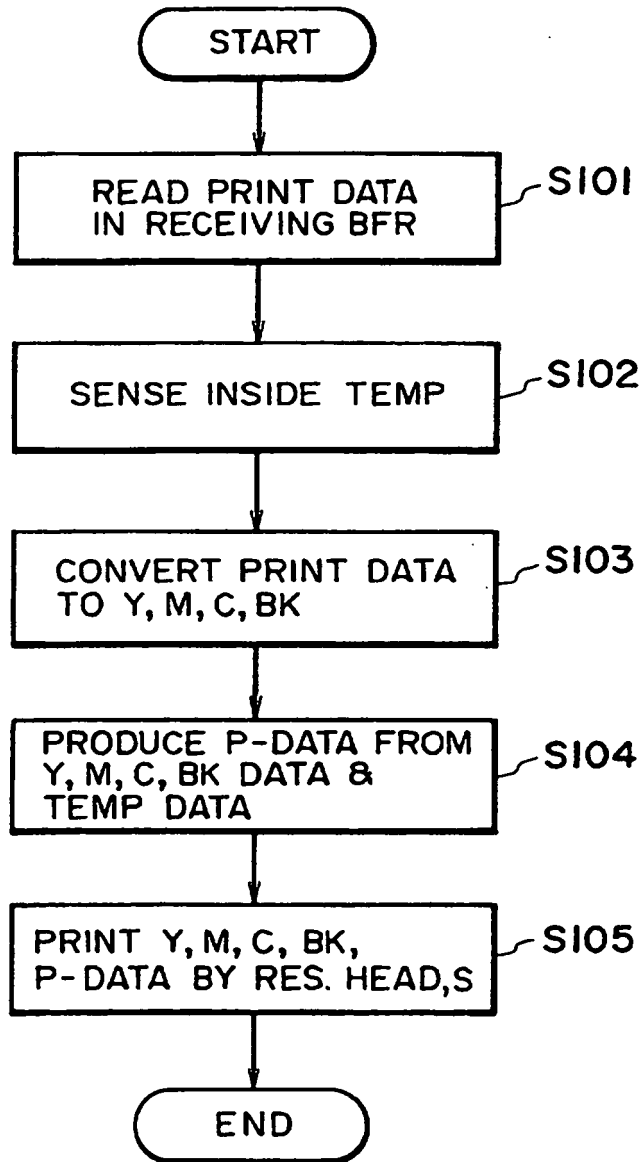 START
READ PRINT DATA
IN RECEIVING BFR
S101
SENSE INSIDE TEMP
S102
CONVERT PRINT DATA
TO Y, M, C, BK
S103
PRODUCE P-DATA FROM
Y, M, C, BK DATA &
TEMP DATA
S104
PRINT Y, M, C, BK,
P-DATA BY RES. HEAD,S
S105
END